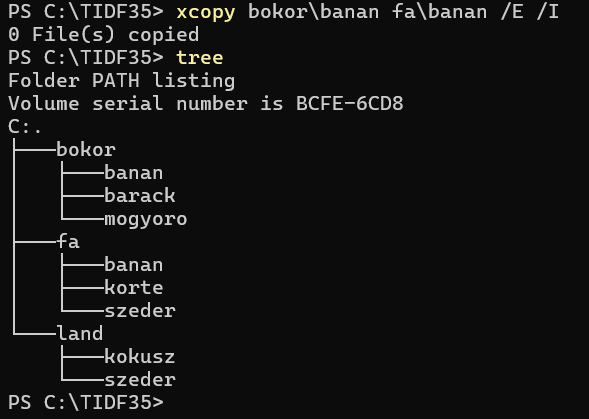 PS C:\TIDF35> xcopy bokor\banan fa\banan /E /I
0 File(s) copied
PS C:\TIDF35> tree
Folder PATH listing
Volume serial number is BCFE-6CD8
C:.
├───bokor
│   ├───banan
│   ├───barack
│   └───mogyoro
├───fa
│   ├───banan
│   ├───korte
│   └───szeder
└───land
    ├───kokusz
    └───szeder
PS C:\TIDF35>